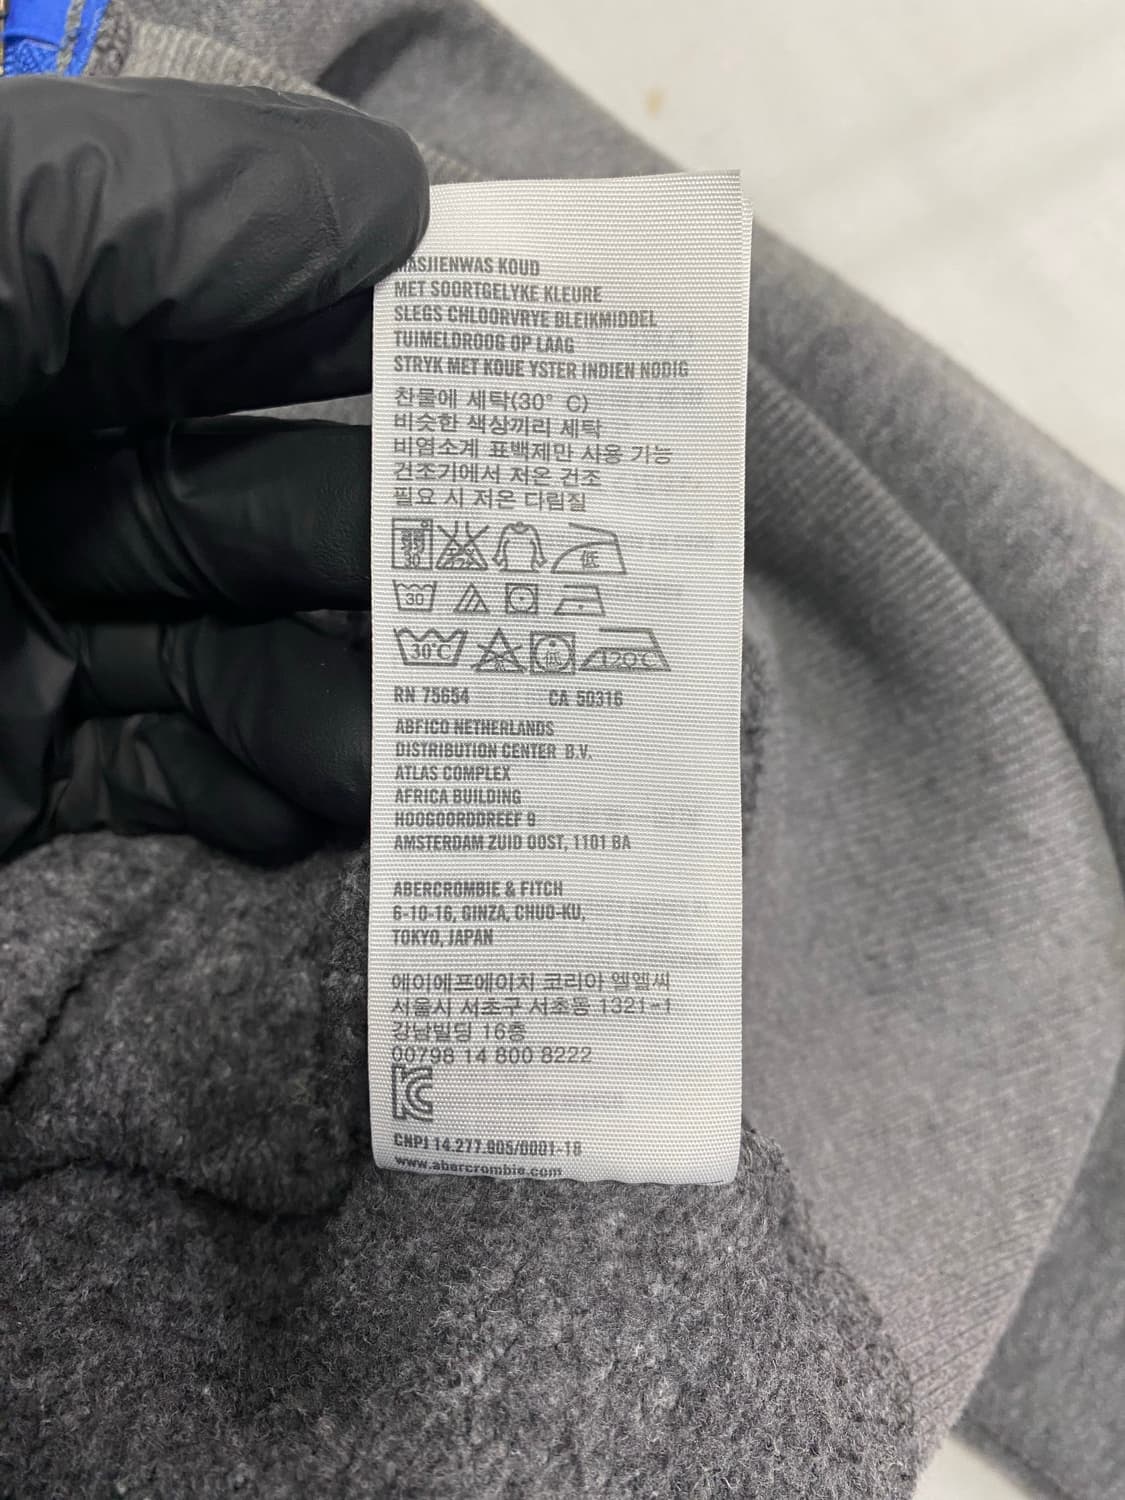 MASJIENWAS KOUD
MET SOORTGELYKE KLEURE
SLEGS CHLOORVRYE BLEIKMIDDEL
TUIMELDROOG OP LAAG
STRYK MET KOUE YSTER INDIEN NODIG
찬물에 세탁(30° C)
비슷한 색상끼리 세탁
비염소계 표백제만 사용 가능
건조기에서 저온 건조
필요 시 저온 다림질
30 低
30
30℃ 120℃
RN 75654 CA 50316
ABFICO NETHERLANDS
DISTRIBUTION CENTER B.V.
ATLAS COMPLEX
AFRICA BUILDING
HOOGOORDDREEF 9
AMSTERDAM ZUID OOST, 1101 BA
ABERCROMBIE & FITCH
6-10-16, GINZA, CHUO-KU,
TOKYO, JAPAN
에이에프에이치 코리아 엘엘씨
서울시 서초구 서초동 1321-1
강남빌딩 16층
00798 14 800 8222
KC
CNPJ 14.277.905/0001-18
www.abercrombie.com